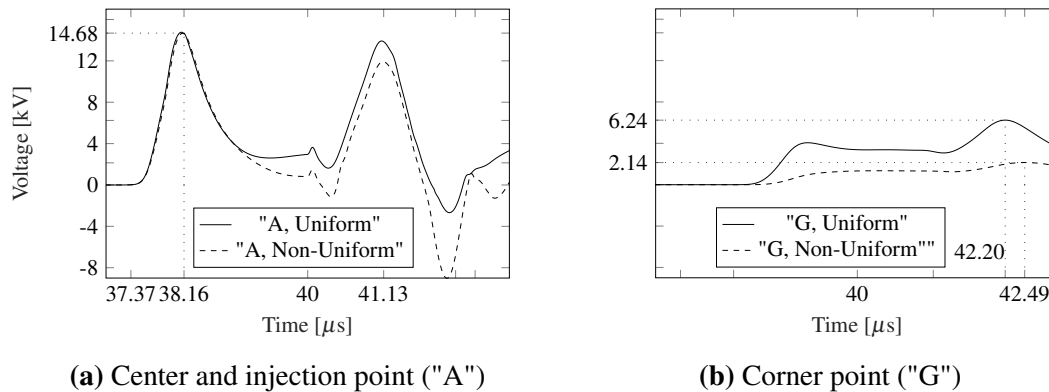 14.68
12
8
4
0
-4
-8
Voltage [kV]
"A, Uniform"
"A, Non-Uniform"
37.37 38.16 40 41.13
Time [μs]
(a) Center and injection point ("A")
6.24
2.14
"G, Uniform"
"G, Non-Uniform""
42.20
40 42.49
Time [μs]
(b) Corner point ("G")